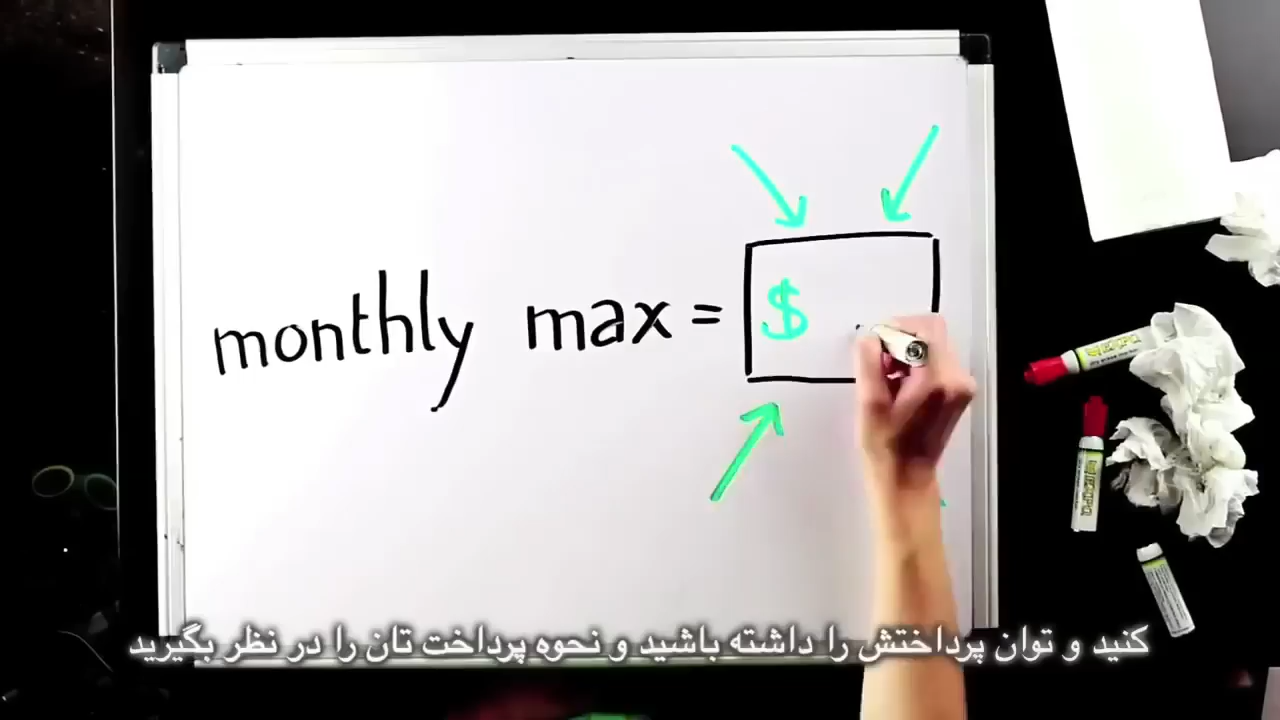 monthly max = $
کنید و توان پرداختش را داشته باشید و نحوه پرداخت تان را در نظر بگیرید